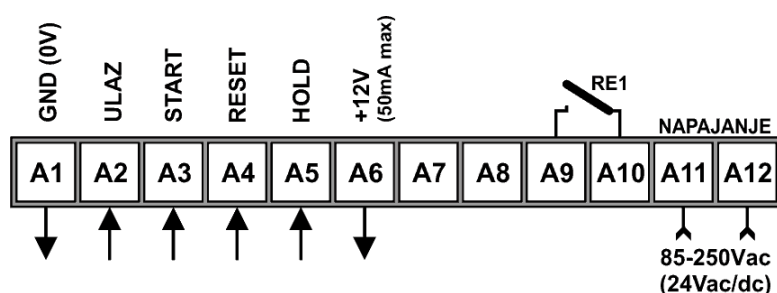 GND (0V)
ULAZ
START
RESET
HOLD
+12V
(50mA max)
RE1
NAPAJANJE
A1 A2 A3 A4 A5 A6 A7 A8 A9 A10 A11 A12
85-250Vac
(24Vac/dc)